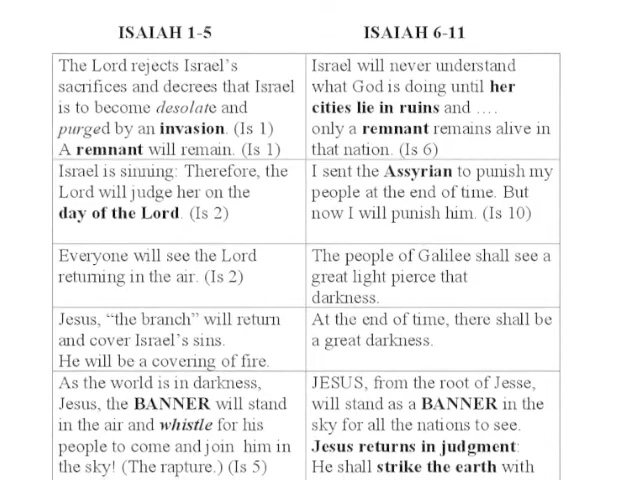 ISAIAH 1-5 ISAIAH 6-11
The Lord rejects Israel's
sacrifices and decrees that Israel
is to become desolate and
purged by an invasion. (Is 1)
A remnant will remain. (Is 1)
Israel will never understand
what God is doing until her
cities lie in ruins and ….
only a remnant remains alive in
that nation. (Is 6)
Israel is sinning: Therefore, the
Lord will judge her on the
day of the Lord. (Is 2)
I sent the Assyrian to punish my
people at the end of time. But
now I will punish him. (Is 10)
Everyone will see the Lord
returning in the air. (Is 2)
The people of Galilee shall see a
great light pierce that
darkness.
Jesus, “the branch” will return
and cover Israel's sins.
He will be a covering of fire.
At the end of time, there shall be
a great darkness.
As the world is in darkness,
Jesus, the BANNER will stand
in the air and whistle for his
people to come and join him in
the sky! (The rapture.) (Is 5)
JESUS, from the root of Jesse,
will stand as a BANNER in the
sky for all the nations to see.
Jesus returns in judgment:
He shall strike the earth with